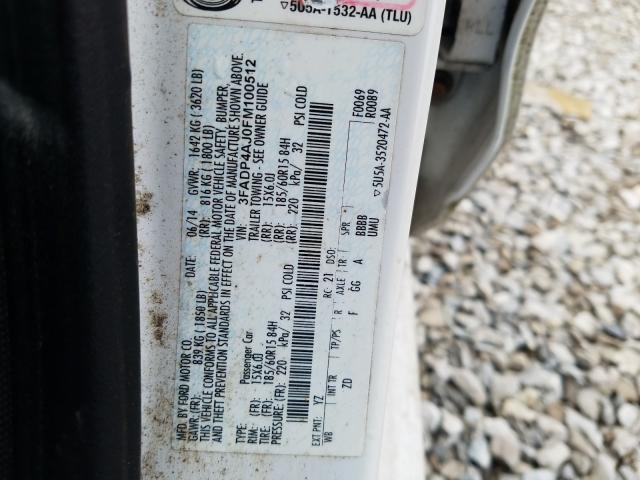 ▽5U5A-1532-AA (TLU)
MFD. BY FORD MOTOR CO.
DATE: 06/14 GVWR: 1642 KG ( 3620 LB)
GAWR:(FR): 839 KG ( 1850 LB) (RR): 816 KG ( 1800 LB)
THIS VEHICLE CONFORMS TO ALL APPLICABLE FEDERAL MOTOR VEHICLE SAFETY, BUMPER,
AND THEFT PREVENTION STANDARDS IN EFFECT ON THE DATE OF MANUFACTURE SHOWN ABOVE.
VIN: 3FADP4AJ0FM100512
TYPE: Passenger Car TRAILER TOWING - SEE OWNER GUIDE
RIM: (FR): 15X6.0J (RR): 15X6.0J
TIRE: (FR): 185/60R15 84H (RR): 185/60R15 84H
PRESSURE: (FR): 220 kPa/ 32 PSI COLD (RR): 220 kPa/ 32 PSI COLD
F0069
R0089
EXT PNT: YZ RC: 21 DSO:
WB INT TR TP/PS R AXLE TR SPR
ZD F GG A BBBB
UMU
▽5U5A-3520472-AA